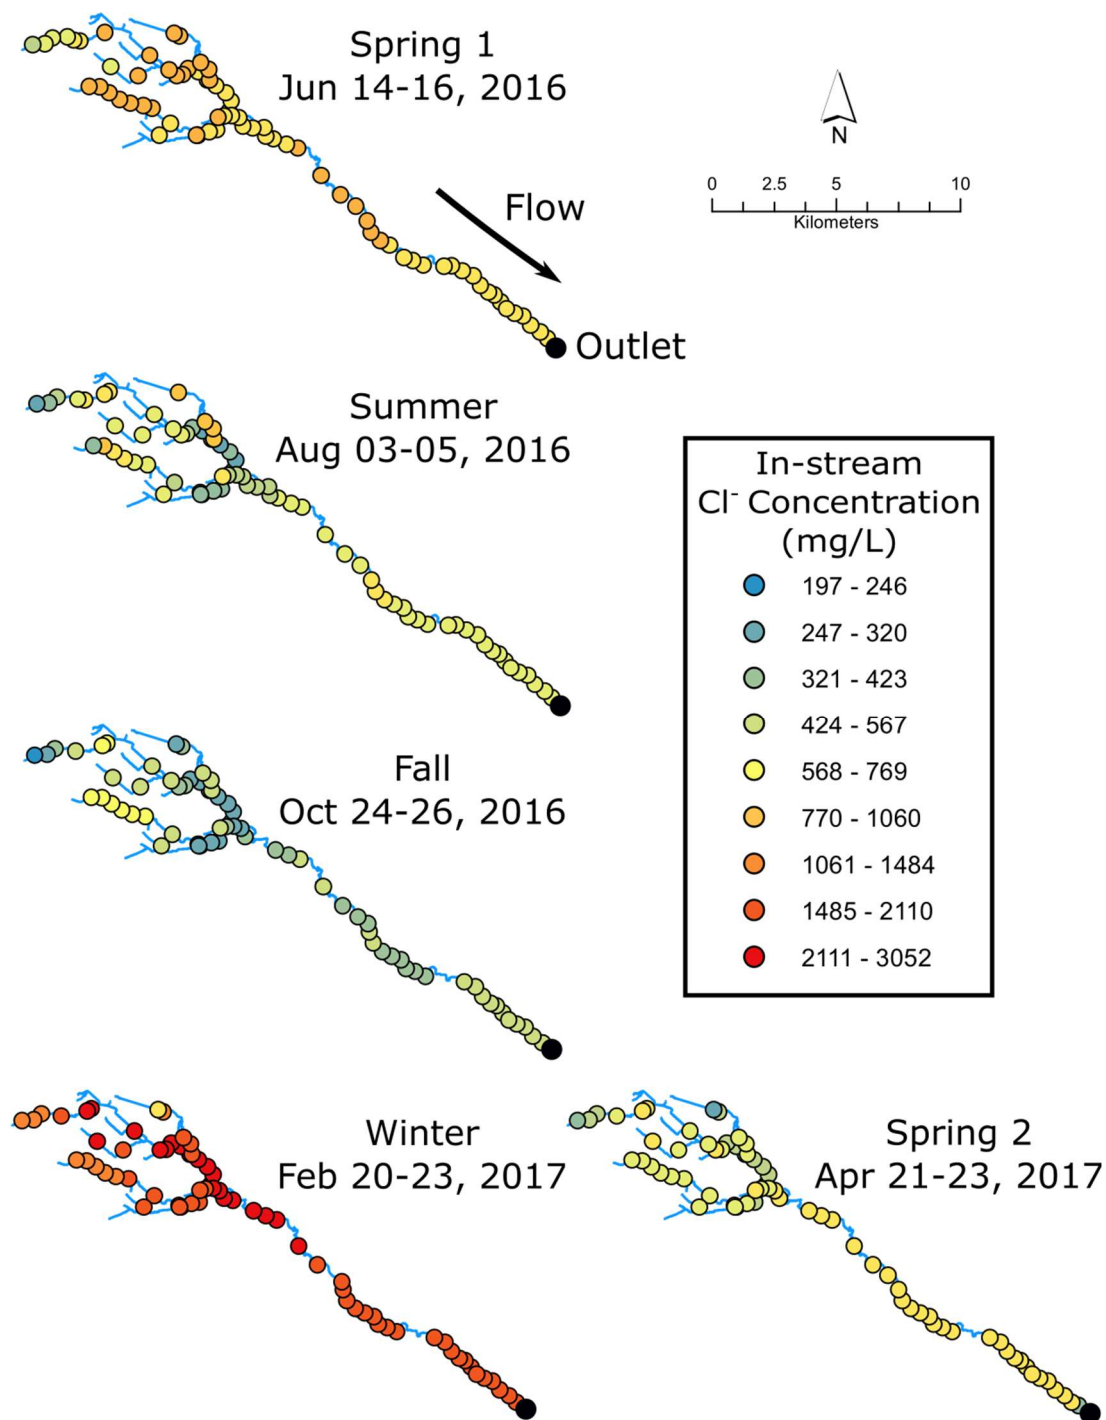 Spring 1
Jun 14-16, 2016
N
0 2.5 5 10
Kilometers
Flow
Outlet
Summer
Aug 03-05, 2016
In-stream
Cl⁻ Concentration
(mg/L)
197 - 246
247 - 320
321 - 423
424 - 567
568 - 769
770 - 1060
1061 - 1484
1485 - 2110
2111 - 3052
Fall
Oct 24-26, 2016
Winter
Feb 20-23, 2017
Spring 2
Apr 21-23, 2017